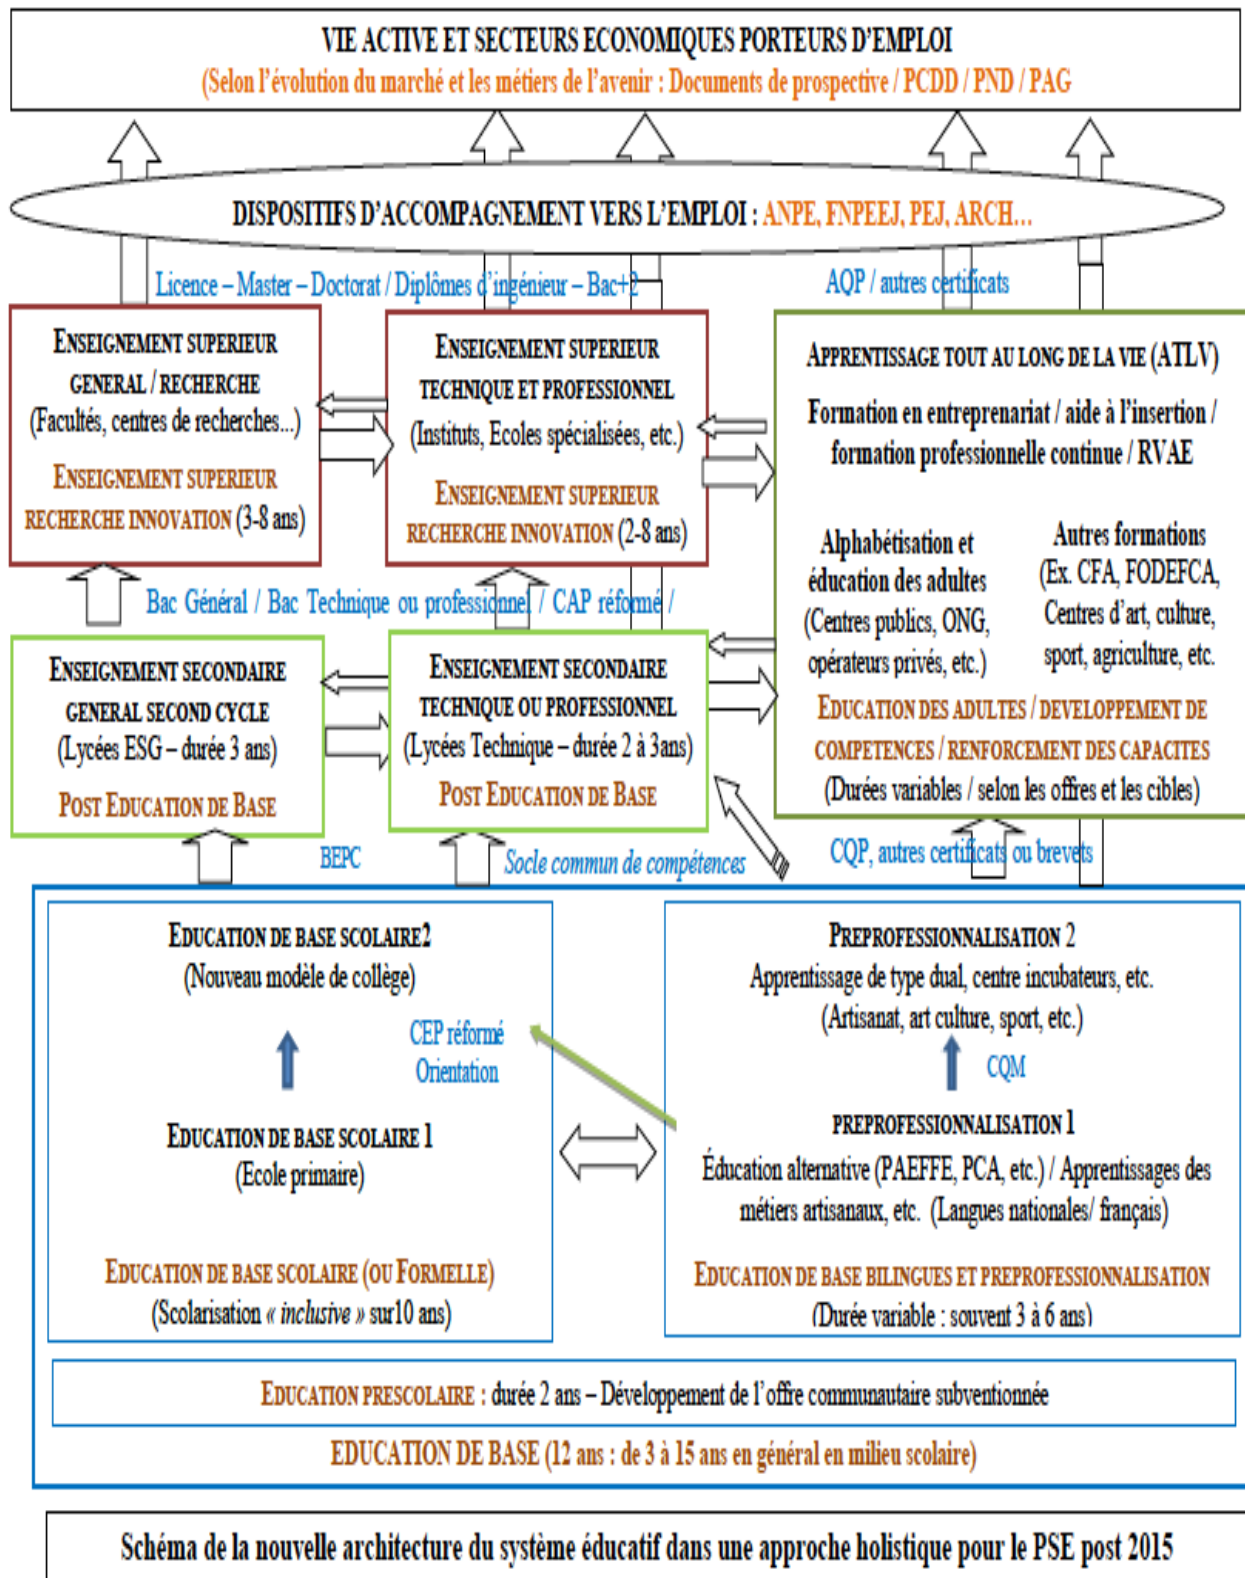 VIE ACTIVE ET SECTEURS ECONOMIQUES PORTEURS D’EMPLOI
(Selon l’évolution du marché et les métiers de l’avenir : Documents de prospective / PCDD / PND / PAG
DISPOSITIFS D’ACCOMPAGNEMENT VERS L’EMPLOI : ANPE, FNPEEJ, PEJ, ARCH…
Licence – Master – Doctorat / Diplômes d’ingénieur – Bac+2
AQP / autres certificats
ENSEIGNEMENT SUPERIEUR
GENERAL / RECHERCHE
(Facultés, centres de recherches...)
ENSEIGNEMENT SUPERIEUR
RECHERCHE INNOVATION (3-8 ans)
ENSEIGNEMENT SUPERIEUR
TECHNIQUE ET PROFESSIONNEL
(Instituts, Ecoles spécialisées, etc.)
ENSEIGNEMENT SUPERIEUR
RECHERCHE INNOVATION (2-8 ans)
APPRENTISSAGE TOUT AU LONG DE LA VIE (ATLV)
Formation en entreprenariat / aide à l’insertion /
formation professionnelle continue / RVAE
Alphabétisation et
éducation des adultes
(Centres publics, ONG,
opérateurs privés, etc.)
Autres formations
(Ex. CFA, FODEFCA,
Centres d’art, culture,
sport, agriculture, etc.
EDUCATION DES ADULTES / DEVELOPPEMENT DE
COMPETENCES / RENFORCEMENT DES CAPACITES
(Durées variables / selon les offres et les cibles)
Bac Général / Bac Technique ou professionnel / CAP réformé /
ENSEIGNEMENT SECONDAIRE
GENERAL SECOND CYCLE
(Lycées ESG – durée 3 ans)
POST EDUCATION DE BASE
ENSEIGNEMENT SECONDAIRE
TECHNIQUE OU PROFESSIONNEL
(Lycées Technique – durée 2 à 3ans)
POST EDUCATION DE BASE
BEPC
Socle commun de compétences
CQP, autres certificats ou brevets
EDUCATION DE BASE SCOLAIRE2
(Nouveau modèle de collège)
CEP réformé
Orientation
EDUCATION DE BASE SCOLAIRE 1
(Ecole primaire)
EDUCATION DE BASE SCOLAIRE (OU FORMELLE)
(Scolarisation « inclusive » sur10 ans)
PREPROFESSIONNALISATION 2
Apprentissage de type dual, centre incubateurs, etc.
(Artisanat, art culture, sport, etc.)
CQM
PREPROFESSIONNALISATION 1
Éducation alternative (PAEFFE, PCA, etc.) / Apprentissages des
métiers artisanaux, etc. (Langues nationales/ français)
EDUCATION DE BASE BILINGUES ET PREPROFESSIONNALISATION
(Durée variable : souvent 3 à 6 ans)
EDUCATION PRESCOLAIRE : durée 2 ans – Développement de l’offre communautaire subventionnée
EDUCATION DE BASE (12 ans : de 3 à 15 ans en général en milieu scolaire)
Schéma de la nouvelle architecture du système éducatif dans une approche holistique pour le PSE post 2015